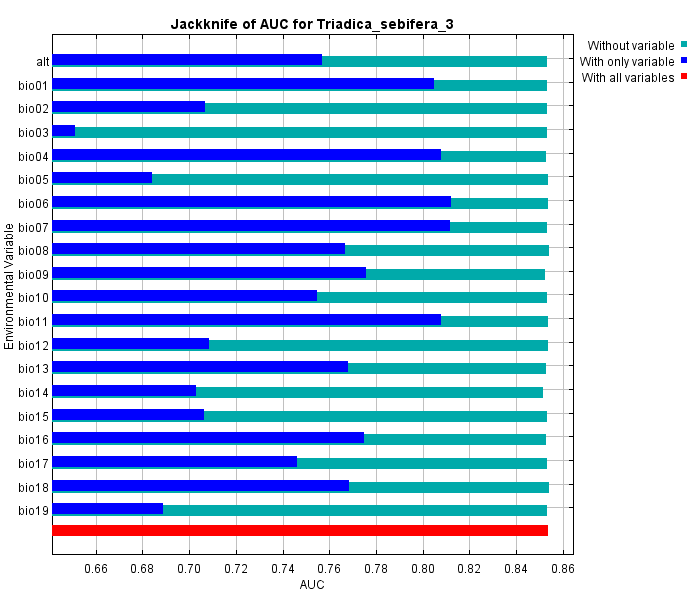 Jackknife of AUC for Triadica_sebifera_3
Without variable
With only variable
With all variables
Environmental Variable
alt
bio01
bio02
bio03
bio04
bio05
bio06
bio07
bio08
bio09
bio10
bio11
bio12
bio13
bio14
bio15
bio16
bio17
bio18
bio19
0.66 0.68 0.70 0.72 0.74 0.76 0.78 0.80 0.82 0.84 0.86
AUC